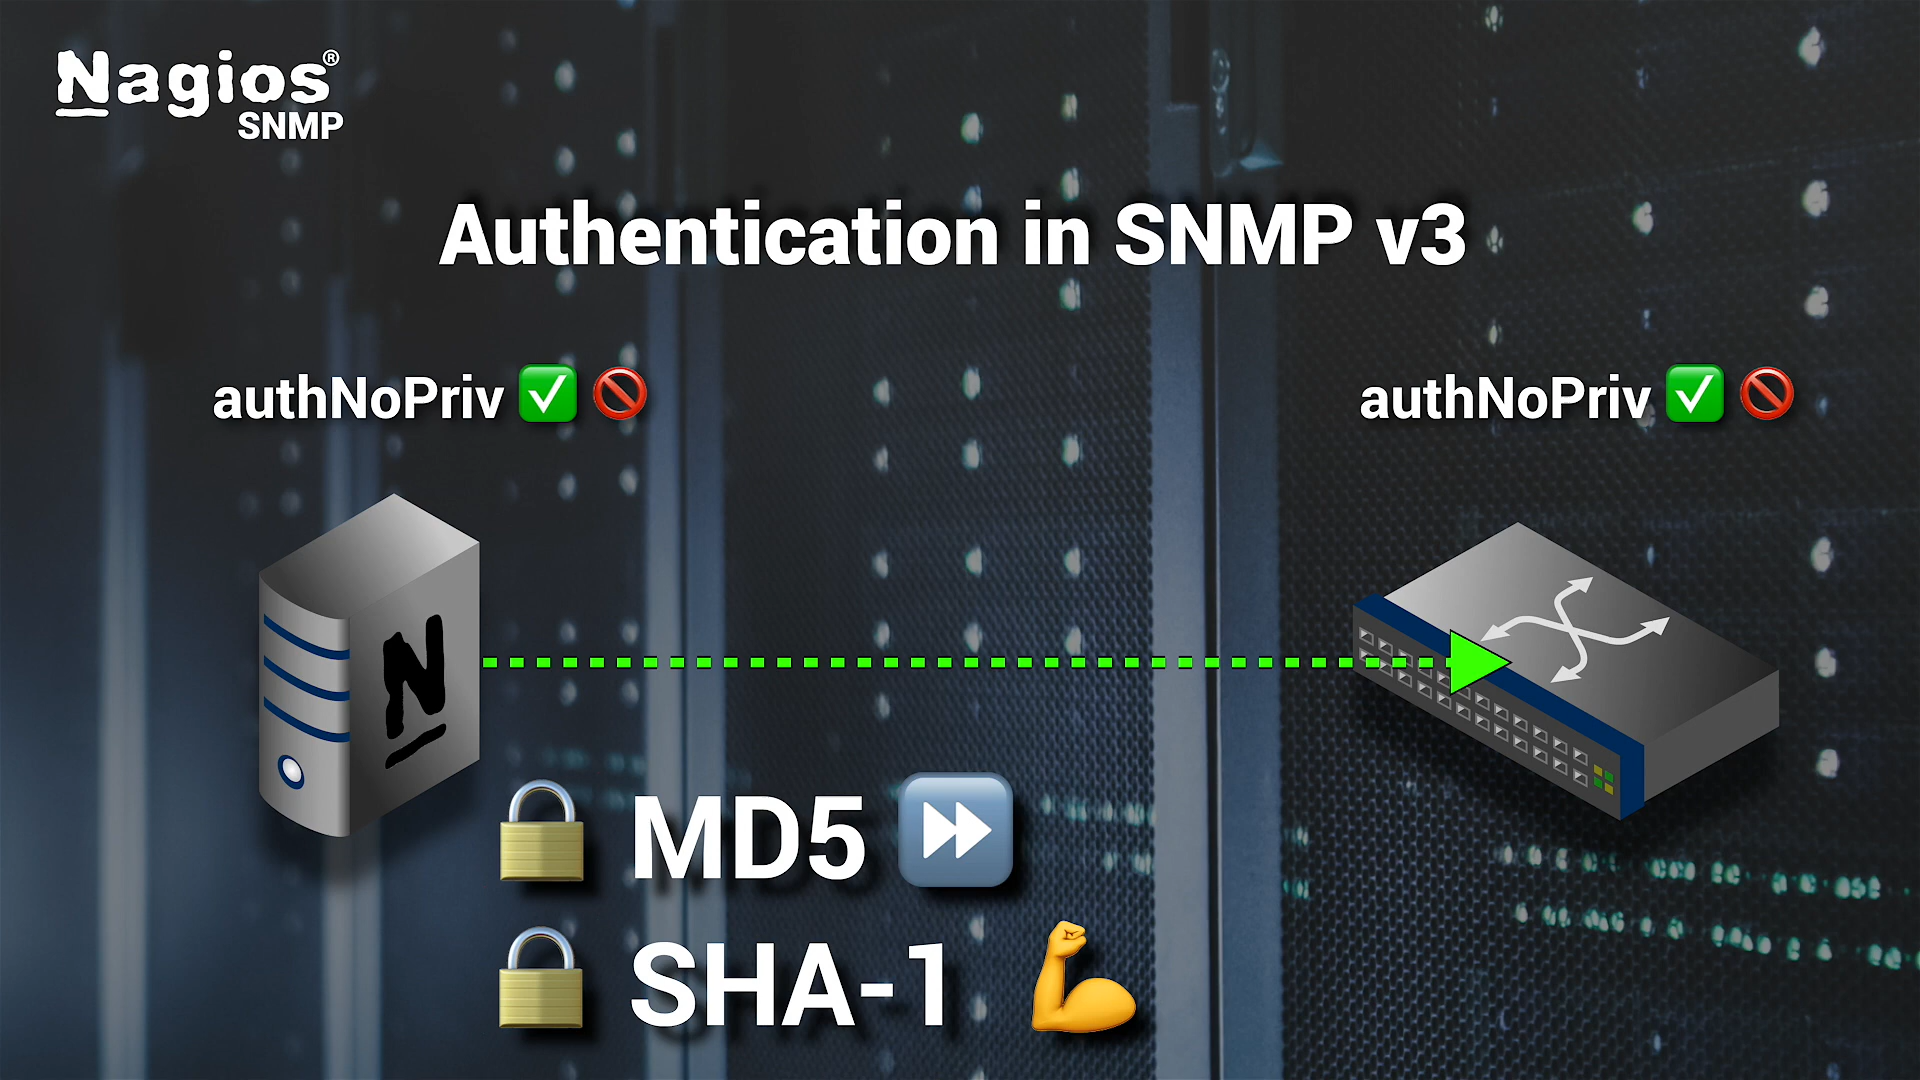 Nagios®
SNMP
Authentication in SNMP v3
authNoPriv ✅ 🚫
authNoPriv ✅ 🚫
N
🔒 MD5 ⏩
🔒 SHA-1 💪